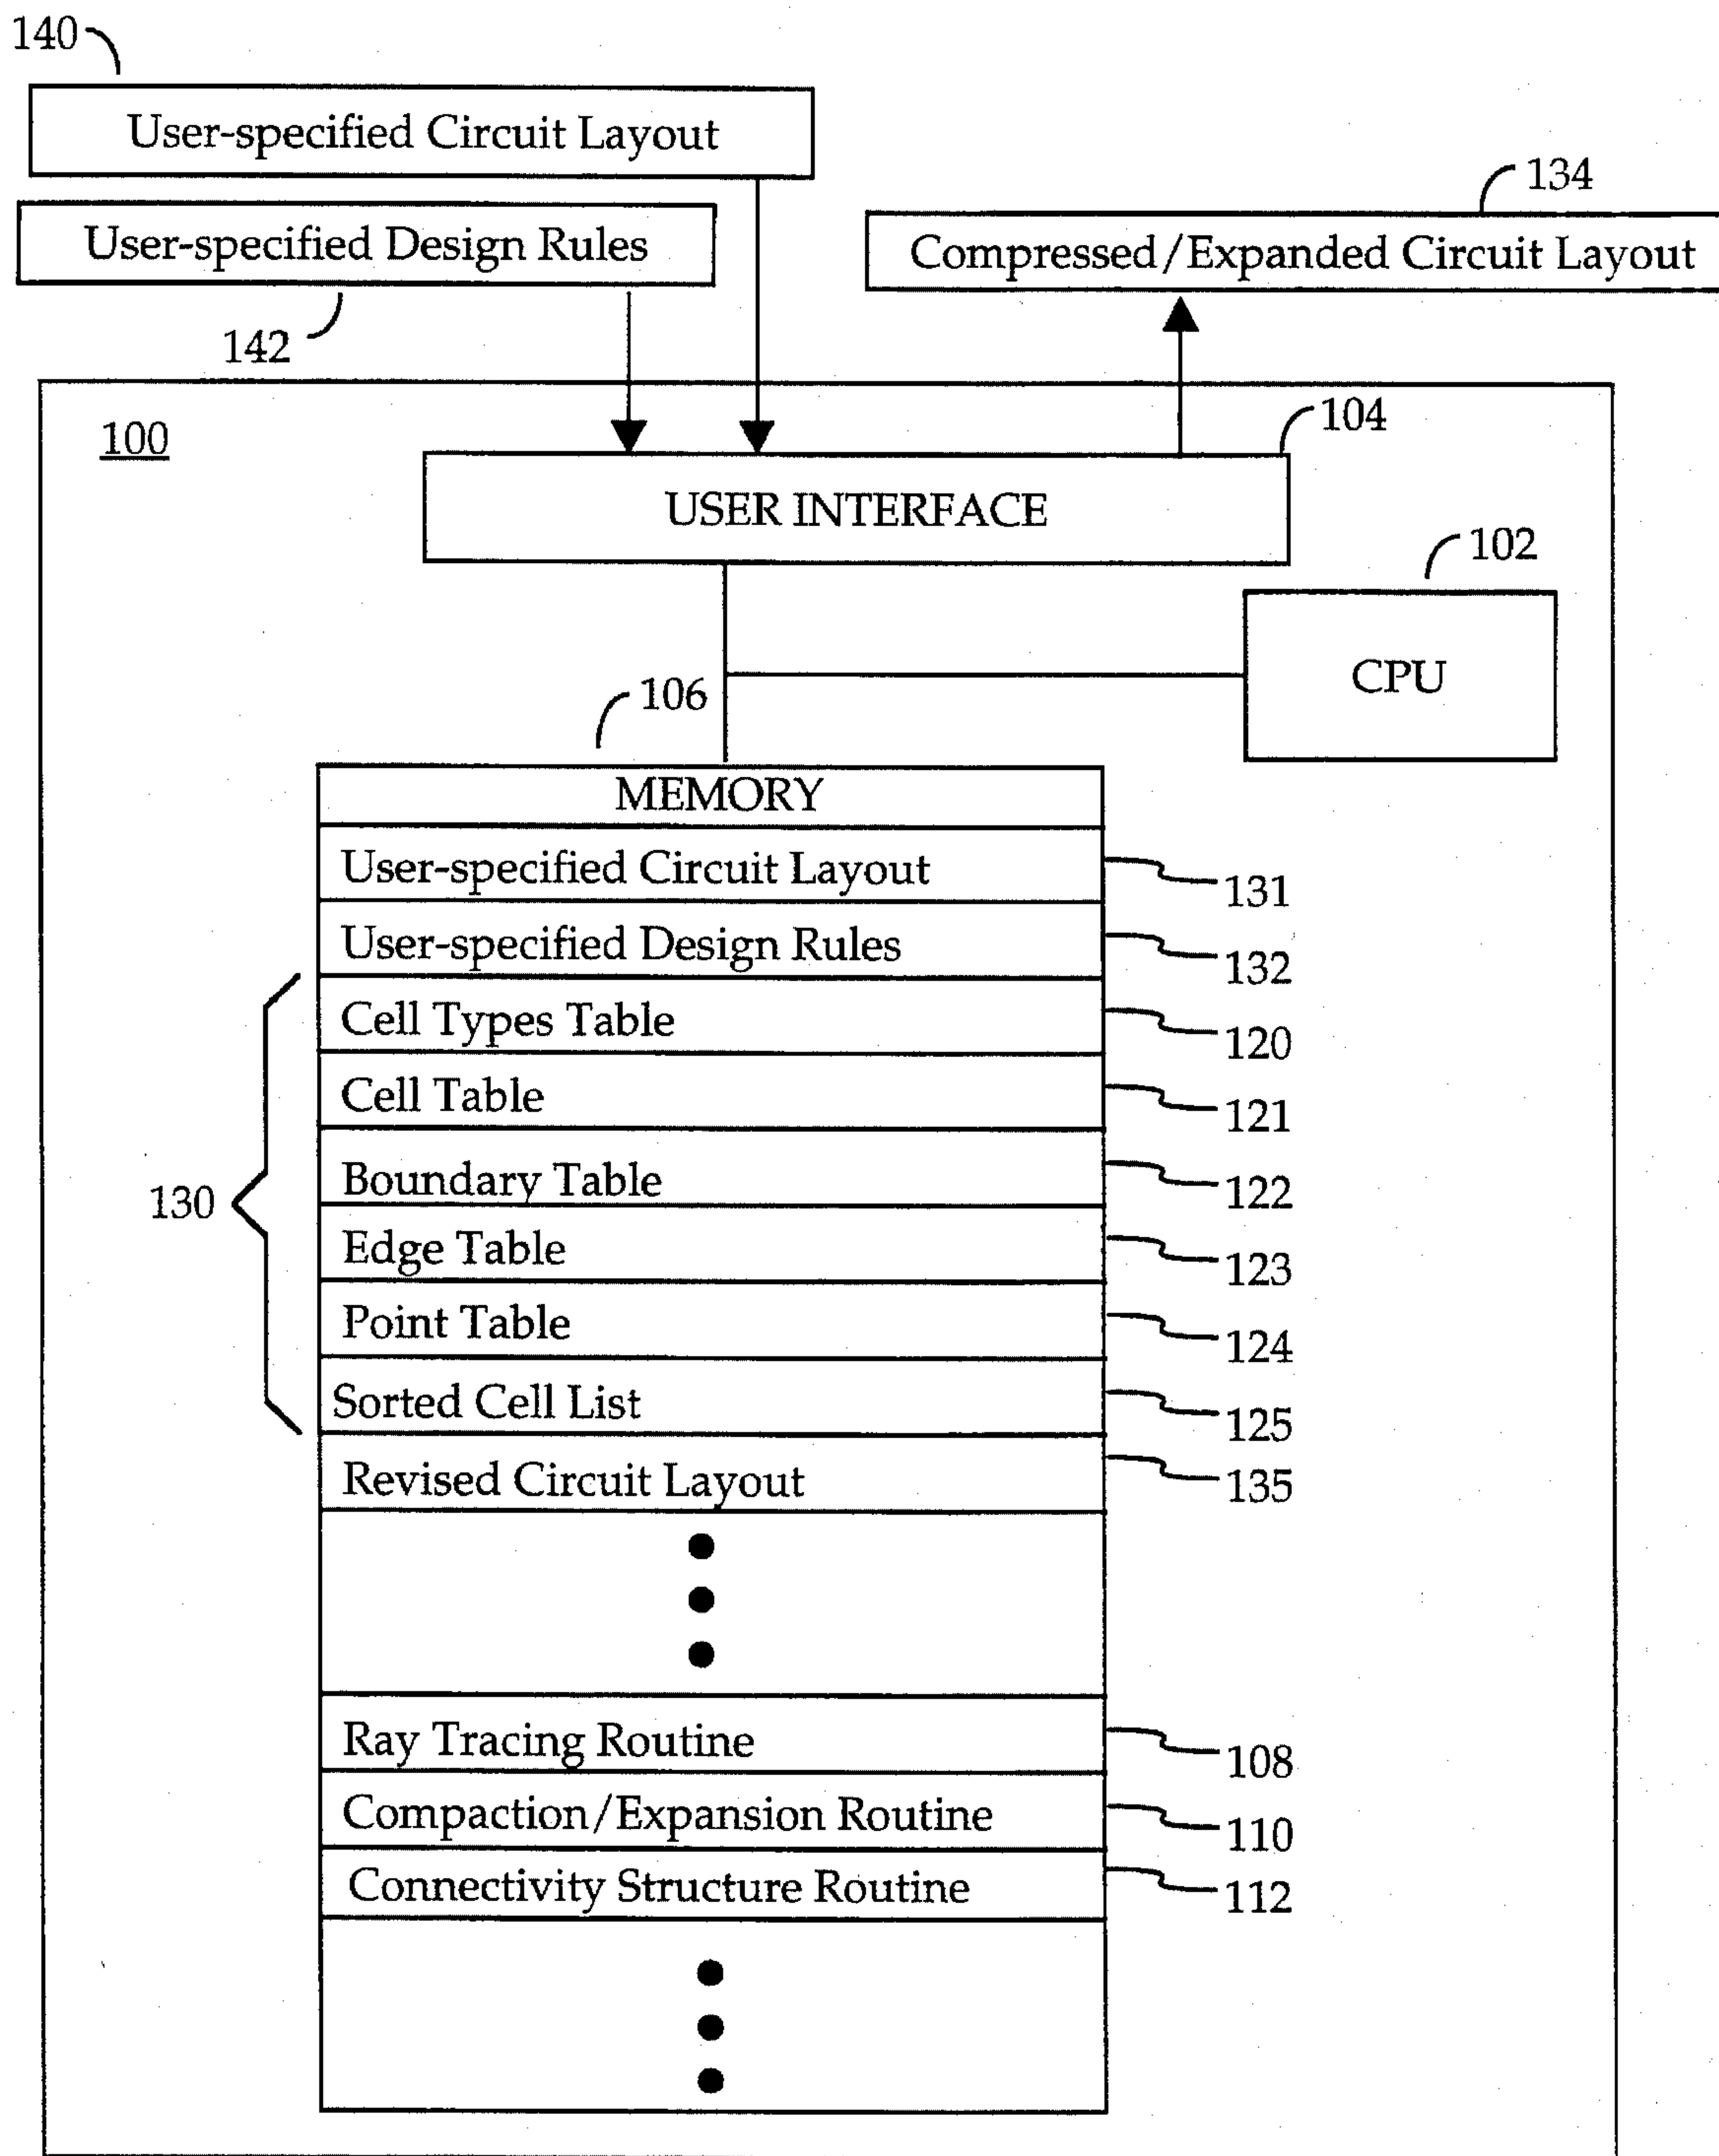 140
User-specified Circuit Layout
134
User-specified Design Rules
Compressed/Expanded Circuit Layout
142
100
104
USER INTERFACE
102
CPU
106
MEMORY
User-specified Circuit Layout
131
User-specified Design Rules
132
Cell Types Table
120
Cell Table
121
130
Boundary Table
122
Edge Table
123
Point Table
124
Sorted Cell List
125
Revised Circuit Layout
135
Ray Tracing Routine
108
Compaction/Expansion Routine
110
Connectivity Structure Routine
112